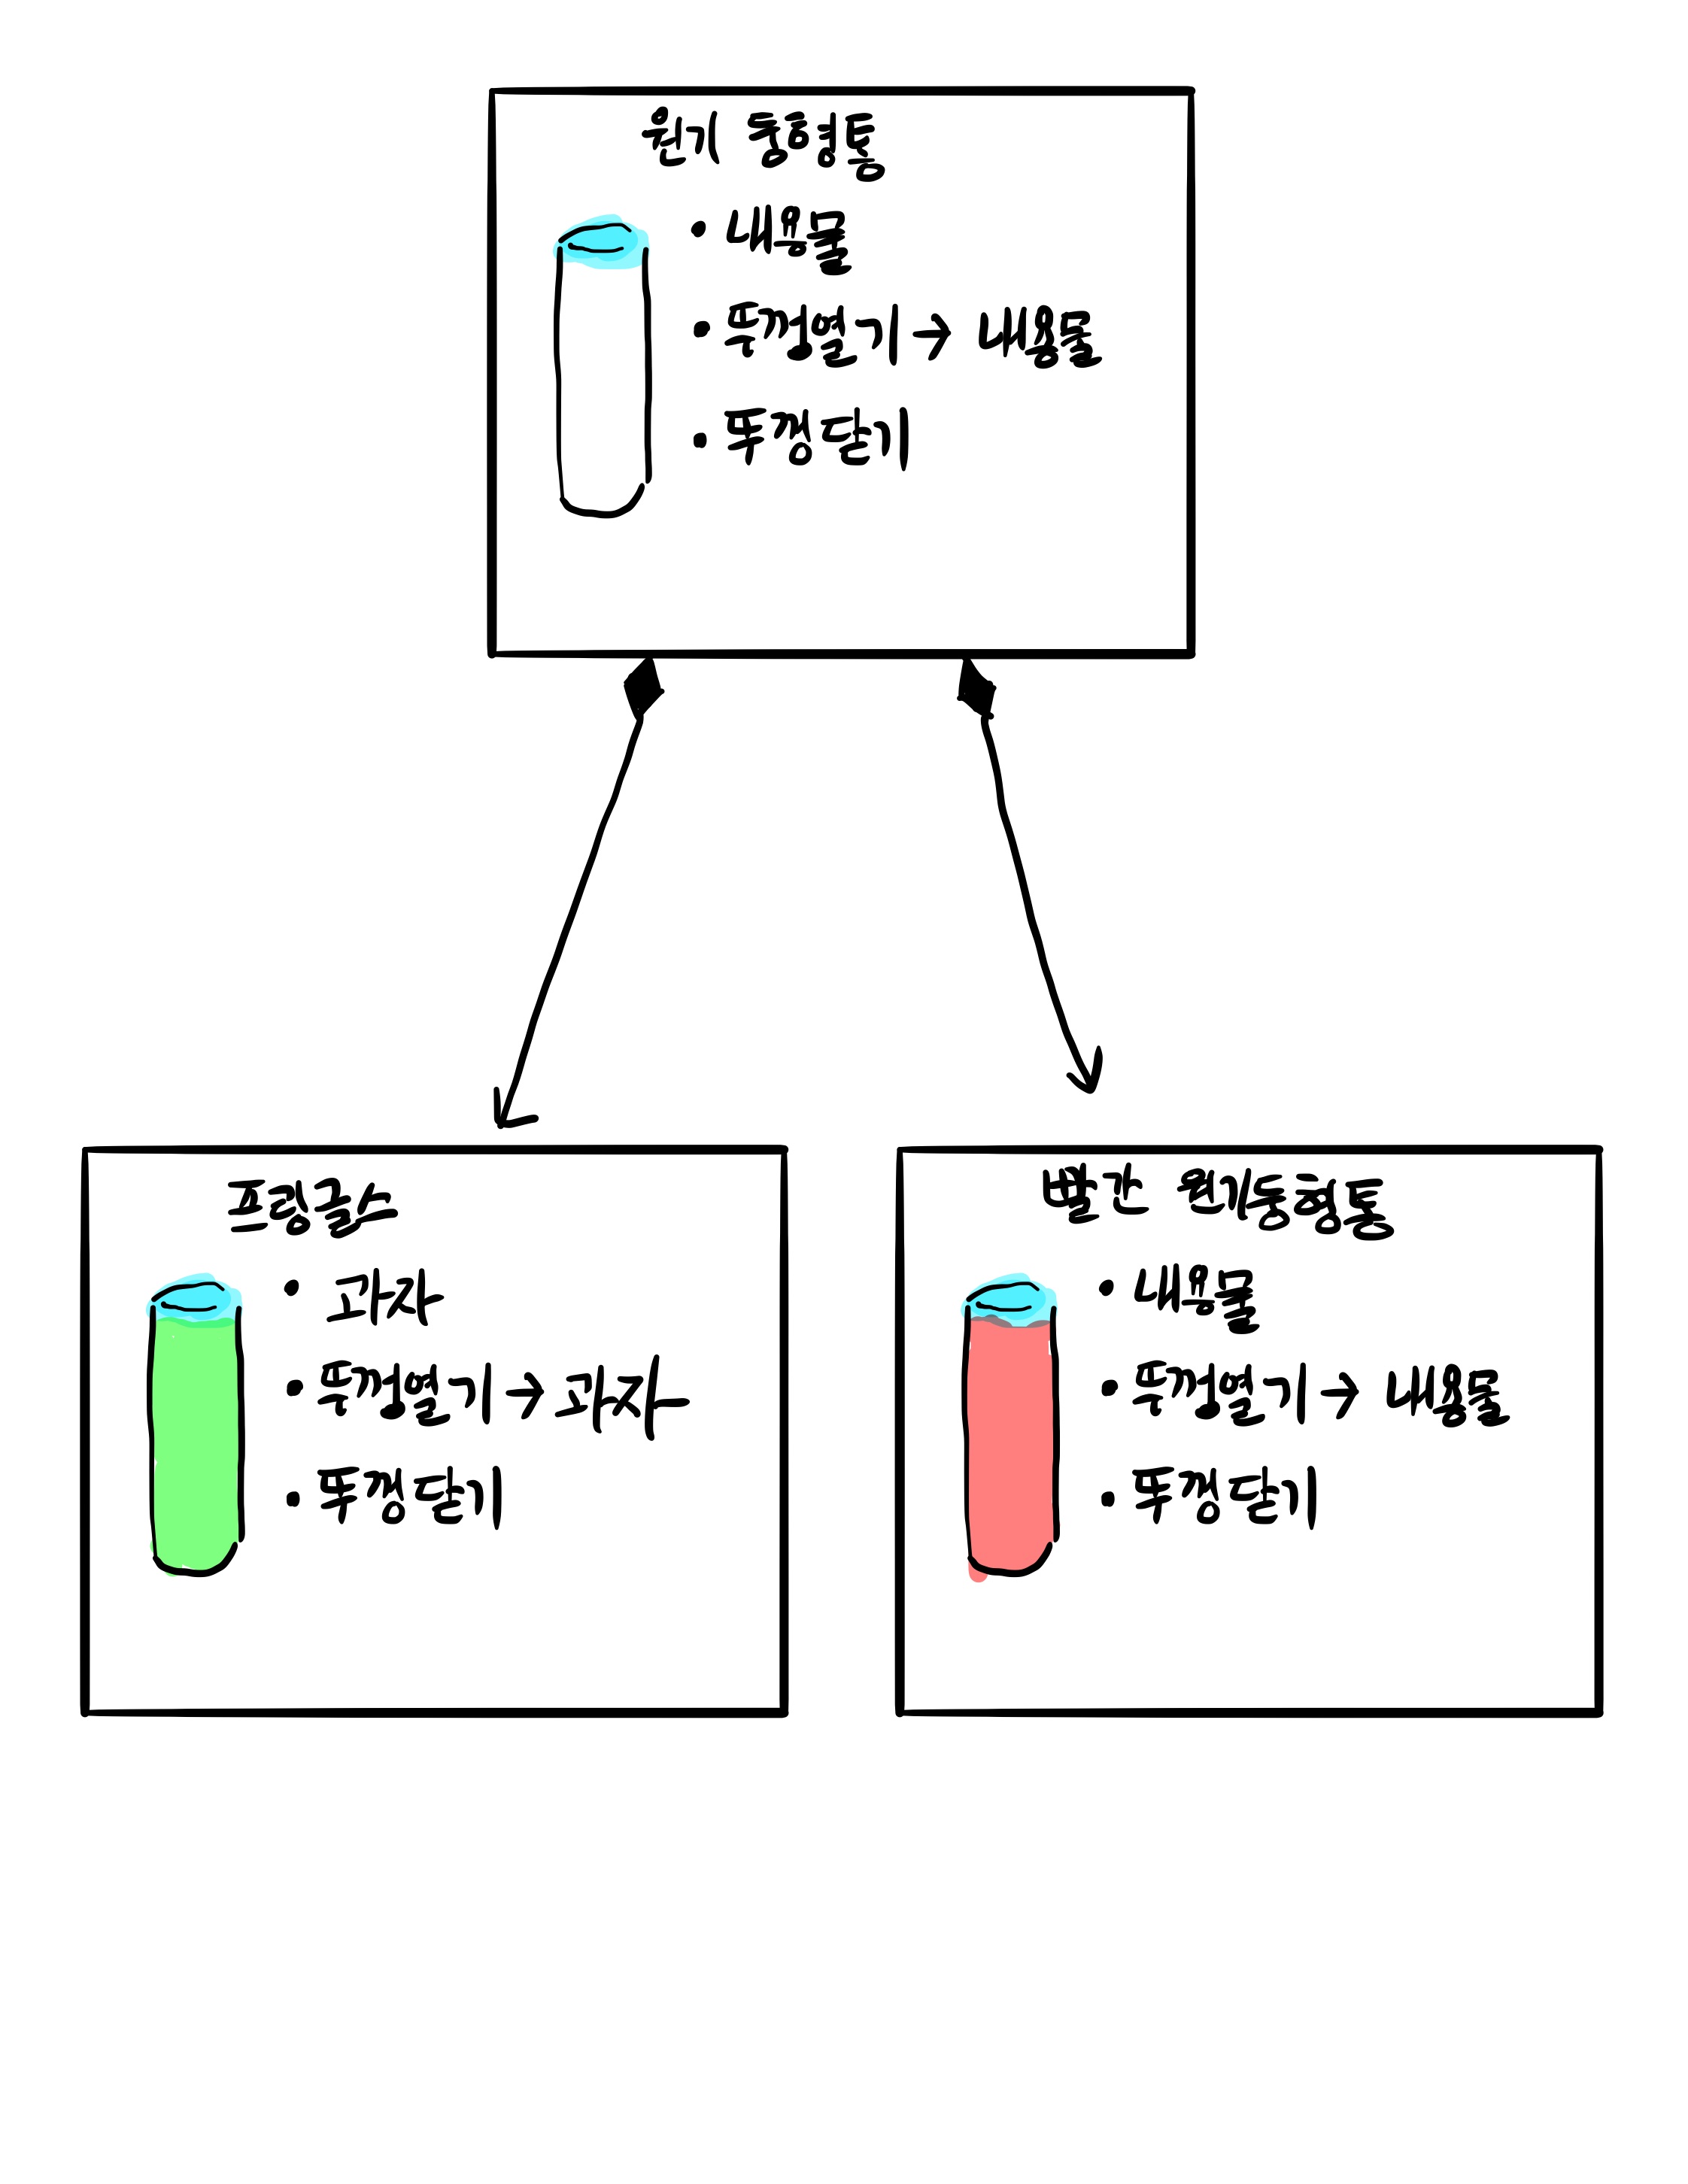 원기 둥형통
• 내용물
• 뚜껑열기 → 내용물
• 뚜껑닫기
프링글스
• 과자
• 뚜껑열기 → 과자
• 뚜껑닫기
빨간 원기둥형통
• 내용물
• 뚜껑열기 → 내용물
• 뚜껑닫기